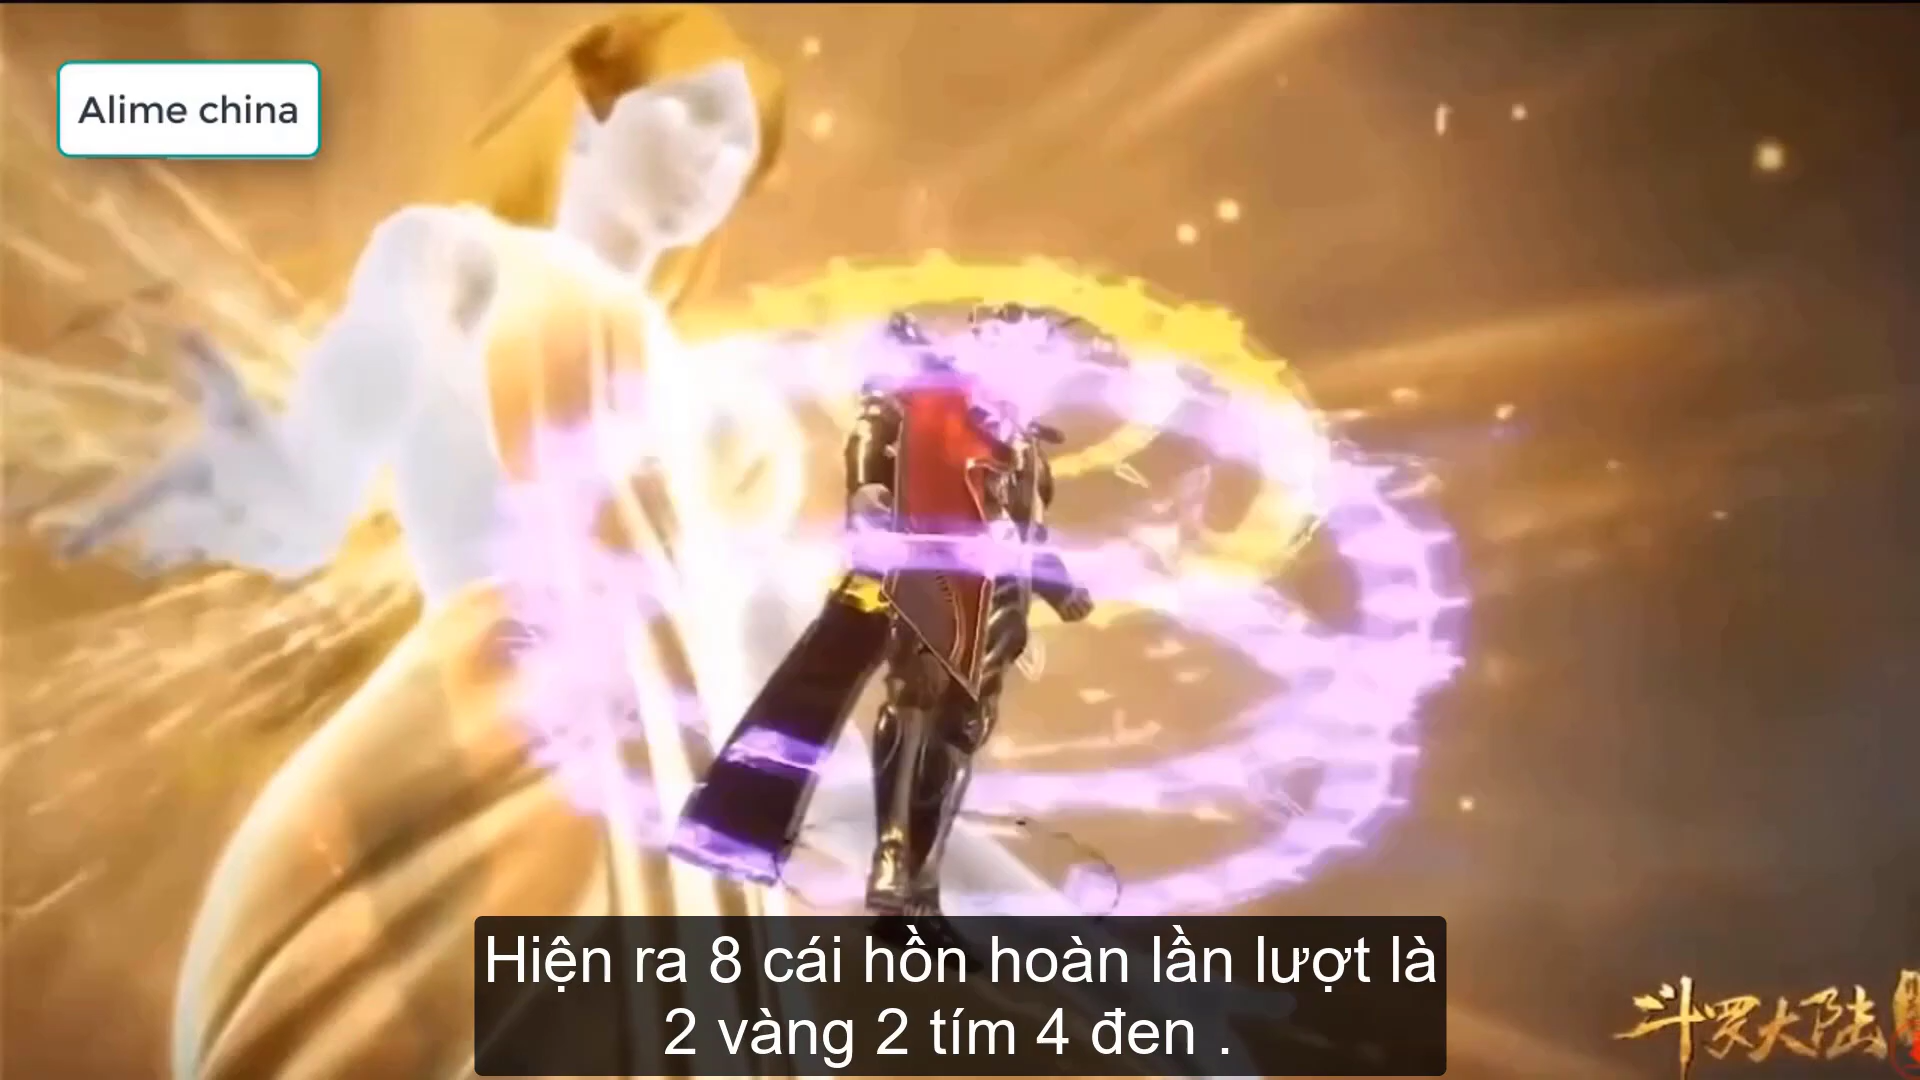 Alime china
Hiện ra 8 cái hồn hoàn lần lượt là
2 vàng 2 tím 4 đen .
斗罗大陆